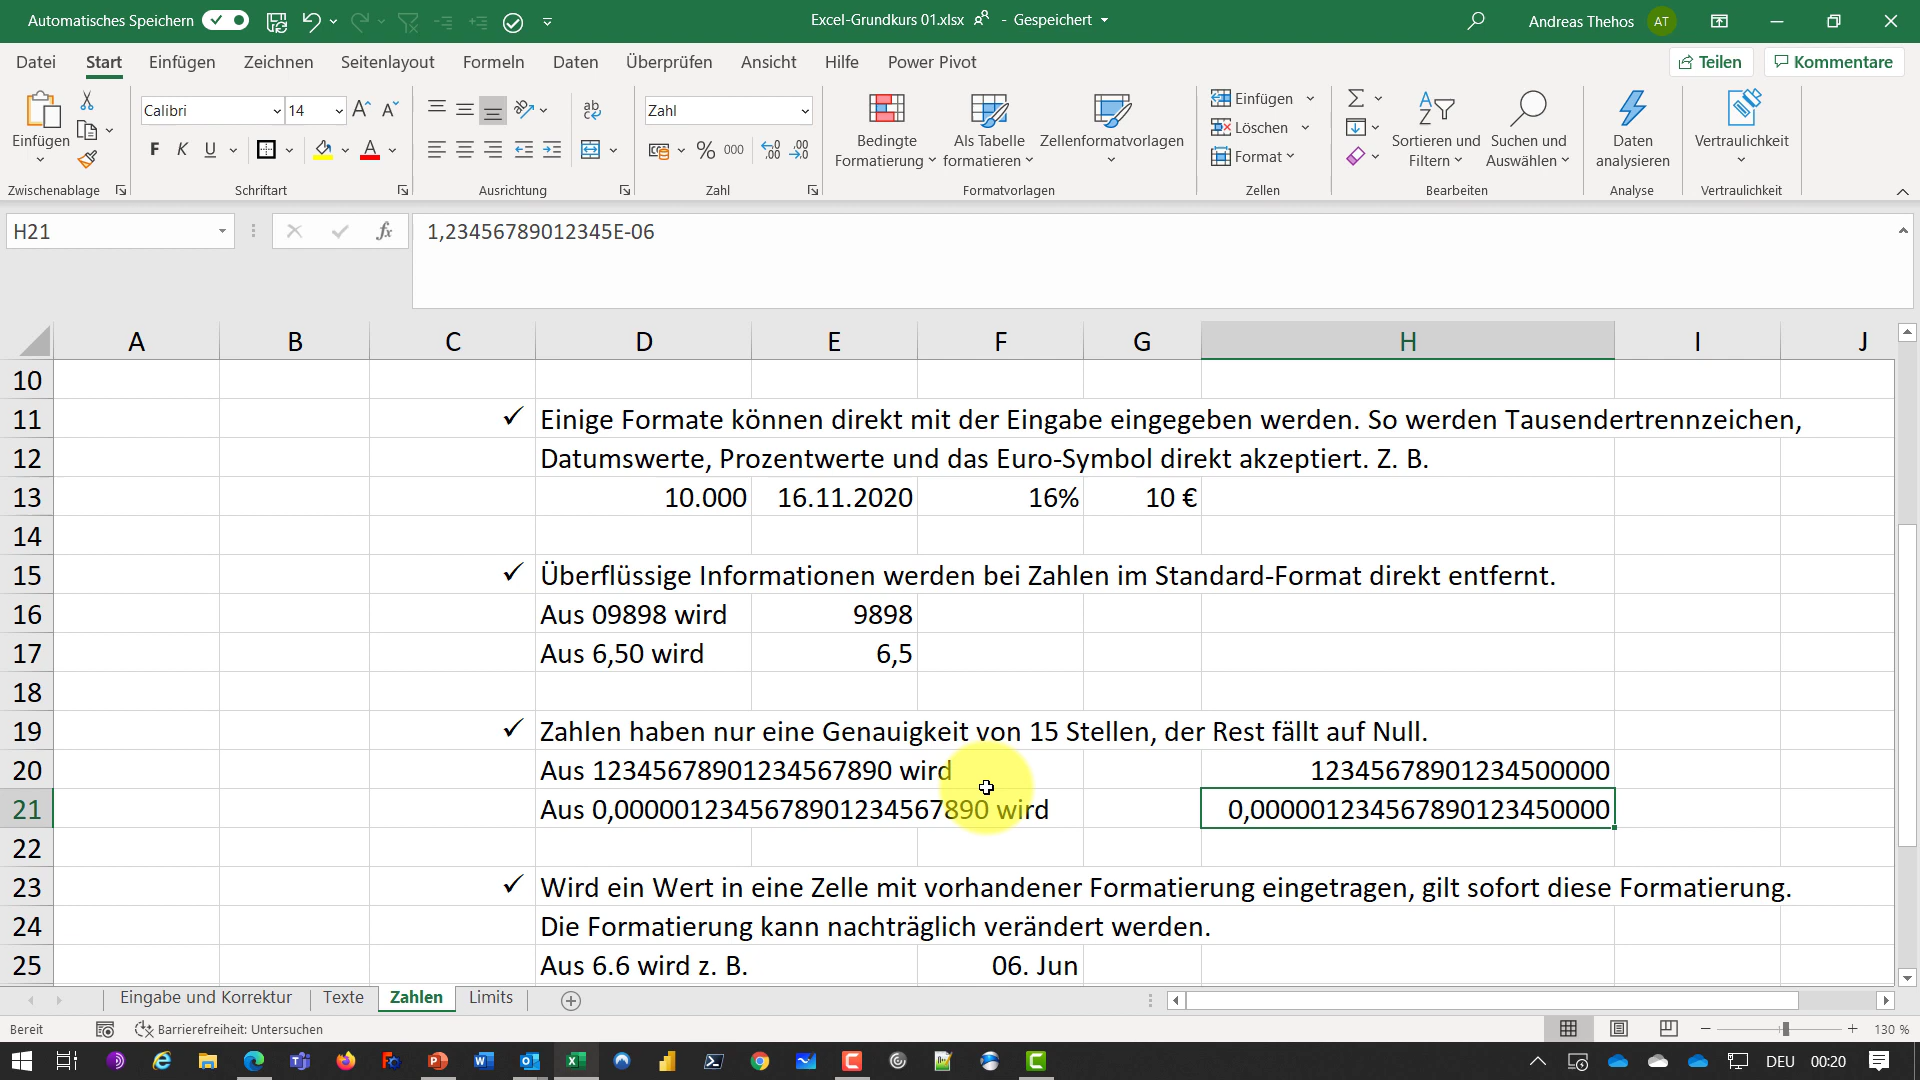 Automatisches Speichern
Excel-Grundkurs 01.xlsx - Gespeichert
Andreas Thehos AT
Datei Start Einfügen Zeichnen Seitenlayout Formeln Daten Überprüfen Ansicht Hilfe Power Pivot Teilen Kommentare
Einfügen
Calibri 14
F K U
A A
A
ab
Zahl
% 000
Bedingte Formatierung
Als Tabelle formatieren
Zellenformatvorlagen
Einfügen
Löschen
Format
Σ
Sortieren und Filtern
Suchen und Auswählen
Daten analysieren
Vertraulichkeit
Zwischenablage Schriftart Ausrichtung Zahl Formatvorlagen Zellen Bearbeiten Analyse Vertraulichkeit
H21 fx 1,23456789012345E-06
A B C D E F G H I J
10
11 ✓ Einige Formate können direkt mit der Eingabe eingegeben werden. So werden Tausendertrennzeichen,
12 Datumswerte, Prozentwerte und das Euro-Symbol direkt akzeptiert. Z. B.
13 10.000 16.11.2020 16% 10 €
14
15 ✓ Überflüssige Informationen werden bei Zahlen im Standard-Format direkt entfernt.
16 Aus 09898 wird 9898
17 Aus 6,50 wird 6,5
18
19 ✓ Zahlen haben nur eine Genauigkeit von 15 Stellen, der Rest fällt auf Null.
20 Aus 12345678901234567890 wird 12345678901234500000
21 Aus 0,0000012345678901234567890 wird 0,000001234567890123450000
22
23 ✓ Wird ein Wert in eine Zelle mit vorhandener Formatierung eingetragen, gilt sofort diese Formatierung.
24 Die Formatierung kann nachträglich verändert werden.
25 Aus 6.6 wird z. B. 06. Jun
Eingabe und Korrektur Texte Zahlen Limits
Bereit Barrierefreiheit: Untersuchen 130 %
DEU 00:20